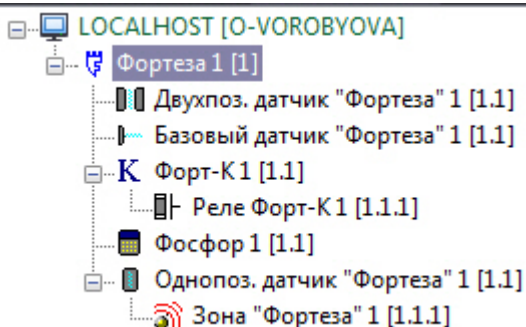 LOCALHOST [O-VOROBYOVA]
Фортеза 1 [1]
Двухпоз. датчик "Фортеза" 1 [1.1]
Базовый датчик "Фортеза" 1 [1.1]
K Форт-К 1 [1.1]
Реле Форт-К 1 [1.1.1]
Фосфор 1 [1.1]
Однопоз. датчик "Фортеза" 1 [1.1]
Зона "Фортеза" 1 [1.1.1]